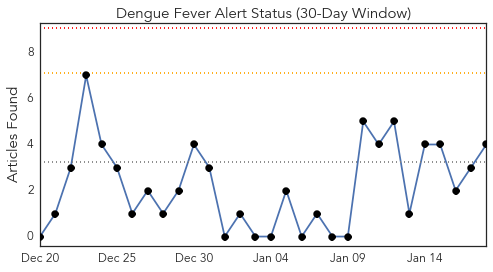 Dengue Fever Alert Status (30-Day Window)
Articles Found
8
6
4
2
0
Dec 20 Dec 25 Dec 30 Jan 04 Jan 09 Jan 14